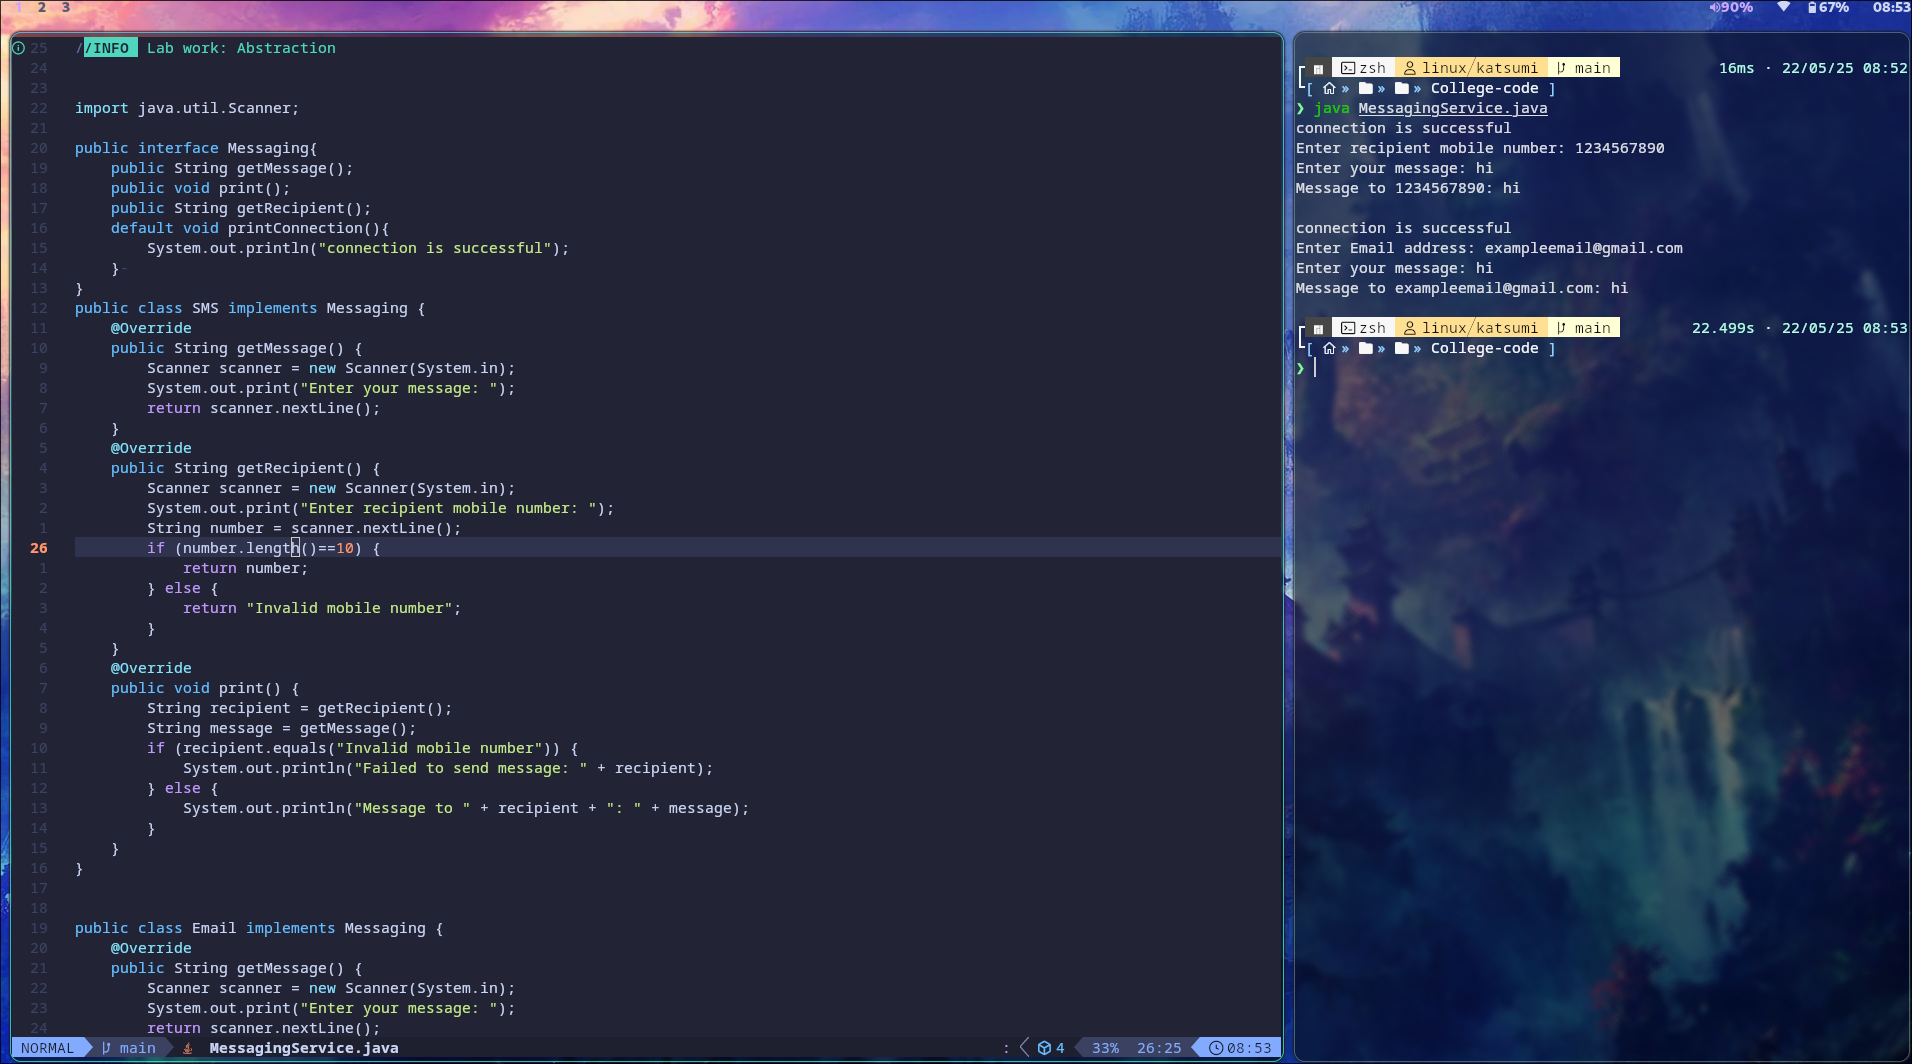 1 2 3
90% 67% 08:53
25 //INFO Lab work: Abstraction
24
23
22 import java.util.Scanner;
21
20 public interface Messaging{
19 public String getMessage();
18 public void print();
17 public String getRecipient();
16 default void printConnection(){
15 System.out.println("connection is successful");
14 }-
13 }
12 public class SMS implements Messaging {
11 @Override
10 public String getMessage() {
9 Scanner scanner = new Scanner(System.in);
8 System.out.print("Enter your message: ");
7 return scanner.nextLine();
6 }
5 @Override
4 public String getRecipient() {
3 Scanner scanner = new Scanner(System.in);
2 System.out.print("Enter recipient mobile number: ");
1 String number = scanner.nextLine();
26 if (number.length()==10) {
1 return number;
2 } else {
3 return "Invalid mobile number";
4 }
5 }
6 @Override
7 public void print() {
8 String recipient = getRecipient();
9 String message = getMessage();
10 if (recipient.equals("Invalid mobile number")) {
11 System.out.println("Failed to send message: " + recipient);
12 } else {
13 System.out.println("Message to " + recipient + ": " + message);
14 }
15 }
16 }
17
18
19 public class Email implements Messaging {
20 @Override
21 public String getMessage() {
22 Scanner scanner = new Scanner(System.in);
23 System.out.print("Enter your message: ");
24 return scanner.nextLine();
NORMAL main MessagingService.java : 4 33% 26:25 08:53
zsh linux/katsumi main 16ms · 22/05/25 08:52
[ » » » College-code ]
❯ java MessagingService.java
connection is successful
Enter recipient mobile number: 1234567890
Enter your message: hi
Message to 1234567890: hi
connection is successful
Enter Email address: exampleemail@gmail.com
Enter your message: hi
Message to exampleemail@gmail.com: hi
zsh linux/katsumi main 22.499s · 22/05/25 08:53
[ » » » College-code ]
❯